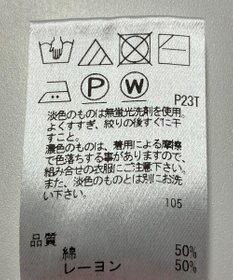 P W
P23T
淡色のものは無蛍光洗剤を使用。
よくすすぎ、絞りの後すぐに干
すこと。
濃色のものは、着用による摩擦
で色落ちする事がありますので、
組み合せの衣服にご注意下さい。
また、淡色のものとは別にお洗
い下さい。
105
品質
綿 50%
レーヨン 50%